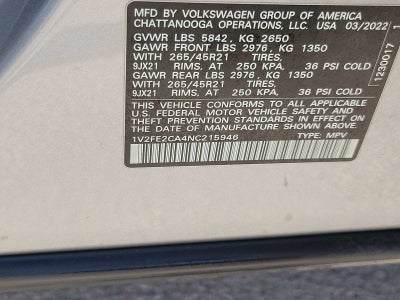 MFD BY VOLKSWAGEN GROUP OF AMERICA
CHATTANOOGA OPERATIONS, LLC. USA 03/2022
GVWR LBS 5842, KG 2650
GAWR FRONT LBS 2976, KG 1350
WITH 265/45R21 TIRES,
9JX21 RIMS, AT 250 KPA, 36 PSI COLD
GAWR REAR LBS 2976, KG 1350
WITH 265/45R21 TIRES,
9JX21 RIMS, AT 250 KPA, 36 PSI COLD
THIS VEHICLE CONFORMS TO ALL APPLICABLE
U.S. FEDERAL MOTOR VEHICLE SAFETY AND
THEFT PREVENTION STANDARDS IN EFFECT ON
THE DATE OF MANUFACTURE SHOWN ABOVE.
1V2FE2CA4NC215946 TYPE: MPV
1230017